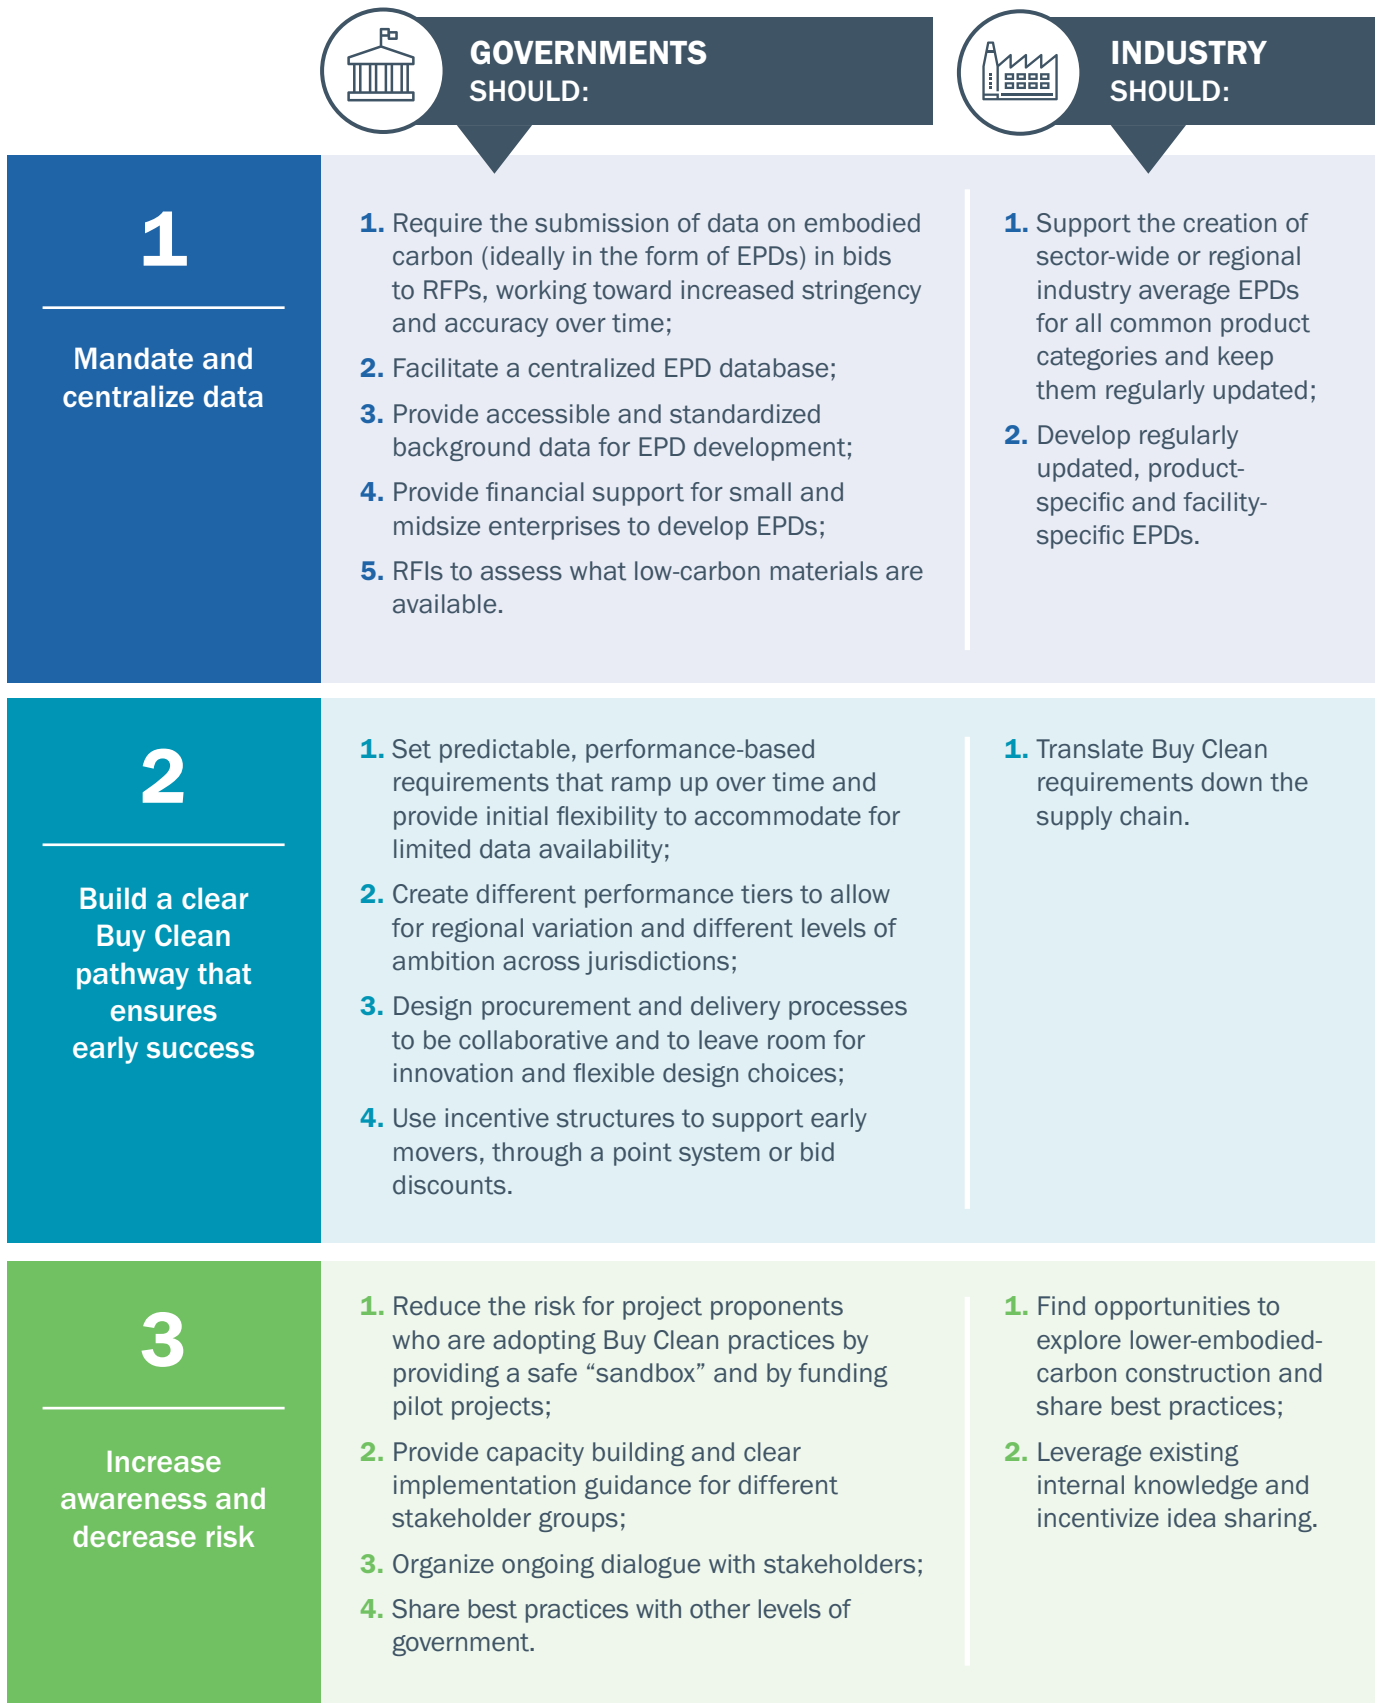 GOVERNMENTS
SHOULD:
INDUSTRY
SHOULD:
1
Mandate and
centralize data
1. Require the submission of data on embodied
carbon (ideally in the form of EPDs) in bids
to RFPs, working toward increased stringency
and accuracy over time;
2. Facilitate a centralized EPD database;
3. Provide accessible and standardized
background data for EPD development;
4. Provide financial support for small and
midsize enterprises to develop EPDs;
5. RFIs to assess what low-carbon materials are
available.
1. Support the creation of
sector-wide or regional
industry average EPDs
for all common product
categories and keep
them regularly updated;
2. Develop regularly
updated, product-
specific and facility-
specific EPDs.
2
Build a clear
Buy Clean
pathway that
ensures
early success
1. Set predictable, performance-based
requirements that ramp up over time and
provide initial flexibility to accommodate for
limited data availability;
2. Create different performance tiers to allow
for regional variation and different levels of
ambition across jurisdictions;
3. Design procurement and delivery processes
to be collaborative and to leave room for
innovation and flexible design choices;
4. Use incentive structures to support early
movers, through a point system or bid
discounts.
1. Translate Buy Clean
requirements down the
supply chain.
3
Increase
awareness and
decrease risk
1. Reduce the risk for project proponents
who are adopting Buy Clean practices by
providing a safe “sandbox” and by funding
pilot projects;
2. Provide capacity building and clear
implementation guidance for different
stakeholder groups;
3. Organize ongoing dialogue with stakeholders;
4. Share best practices with other levels of
government.
1. Find opportunities to
explore lower-embodied-
carbon construction and
share best practices;
2. Leverage existing
internal knowledge and
incentivize idea sharing.